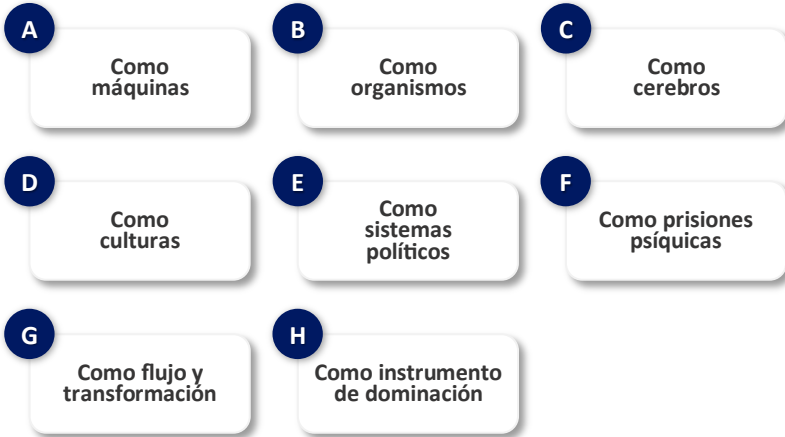 A
Como
máquinas
B
Como
organismos
C
Como
cerebros
D
Como
culturas
E
Como
sistemas
políticos
F
Como prisiones
psíquicas
G
Como flujo y
transformación
H
Como instrumento
de dominación